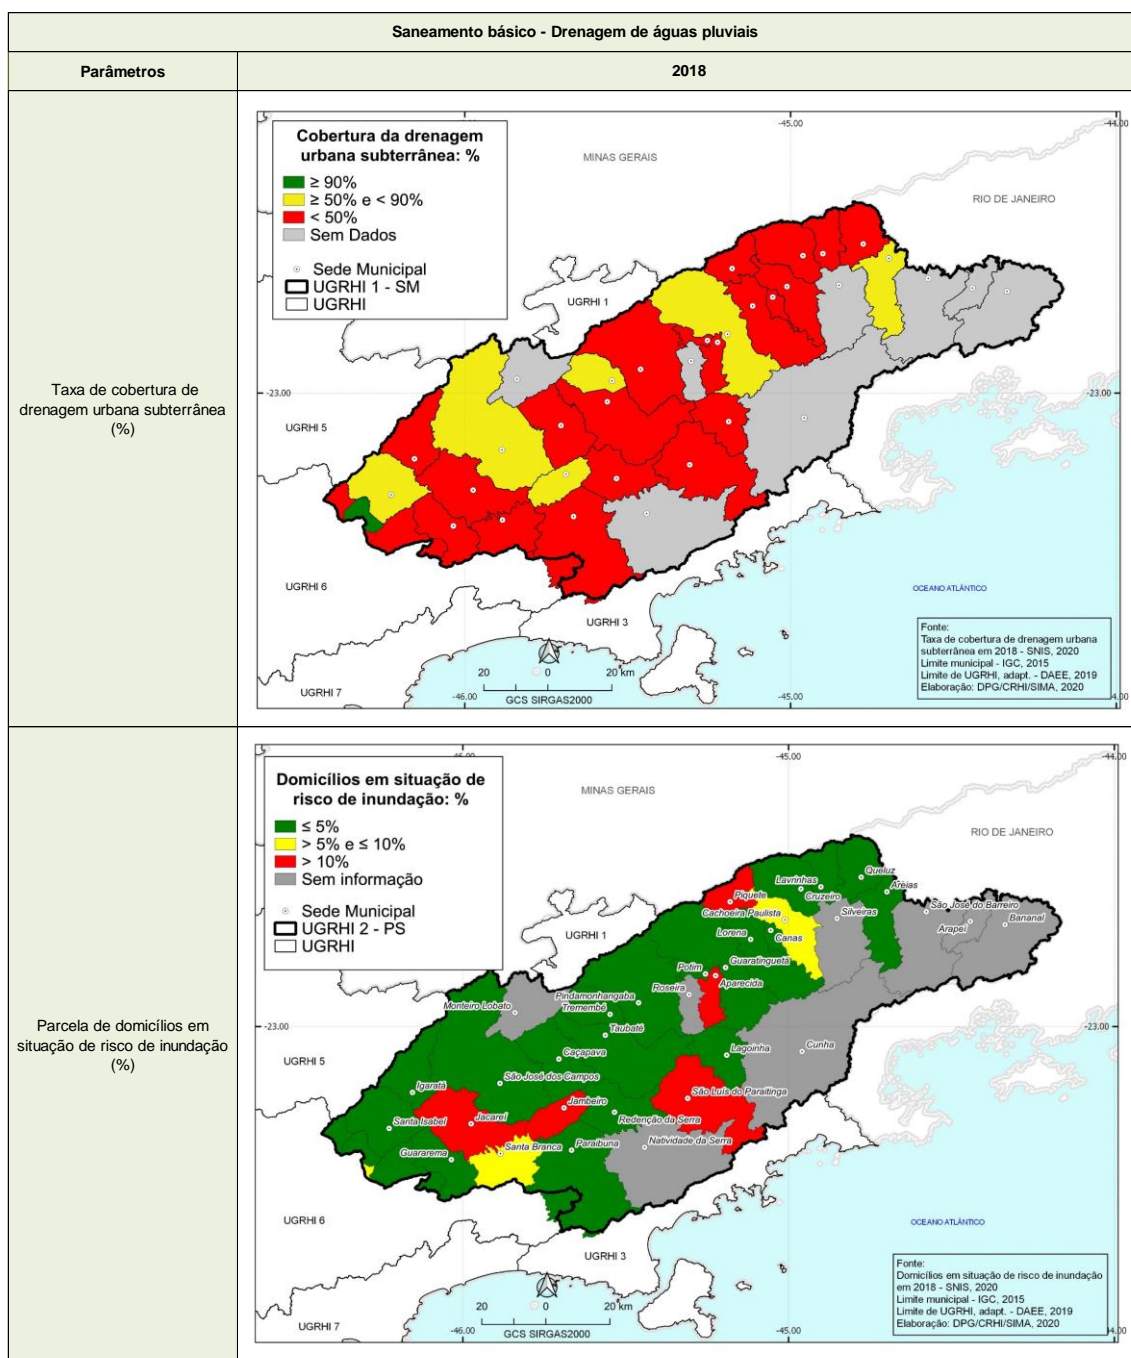 Saneamento básico - Drenagem de águas pluviais
Parâmetros
2018
Taxa de cobertura de
drenagem urbana subterrânea
(%)
Cobertura da drenagem
urbana subterrânea: %
≥ 90%
≥ 50% e < 90%
< 50%
Sem Dados
Sede Municipal
UGRHI 1 - SM
UGRHI
-45.00
-44.00
MINAS GERAIS
RIO DE JANEIRO
UGRHI 1
-23.00
-23.00
UGRHI 5
UGRHI 6
UGRHI 3
UGRHI 7
OCEANO ATLÂNTICO
20 0 20 km
GCS SIRGAS2000
-46.00
-45.00
Fonte:
Taxa de cobertura de drenagem urbana
subterrânea em 2018 - SNIS, 2020
Limite municipal - IGC, 2015
Limite de UGRHI, adapt. - DAEE, 2019
Elaboração: DPG/CRHI/SIMA, 2020
Parcela de domicílios em
situação de risco de inundação
(%)
Domicílios em situação de
risco de inundação: %
≤ 5%
> 5% e ≤ 10%
> 10%
Sem informação
Sede Municipal
UGRHI 2 - PS
UGRHI
-45.00
-44.00
MINAS GERAIS
RIO DE JANEIRO
Queluz
Lavrinhas
Areias
Cruzeiro
Piquete
São José do Barreiro
Cachoeira Paulista
Silveiras
Bananal
Arapeí
Lorena
Canas
UGRHI 1
Guaratinguetá
Potim
Aparecida
Roseira
Pindamonhangaba
Monteiro Lobato
Tremembé
-23.00
-23.00
Taubaté
Cunha
Lagoinha
Caçapava
UGRHI 5
São José dos Campos
Igaratá
São Luís do Paraitinga
Jambeiro
Santa Isabel
Jacareí
Redenção da Serra
Natividade da Serra
Paraibuna
Santa Branca
Guararema
UGRHI 6
OCEANO ATLÂNTICO
UGRHI 3
UGRHI 7
20 0 20 km
GCS SIRGAS2000
-46.00
-45.00
Fonte:
Domicílios em situação de risco de inundação
em 2018 - SNIS, 2020
Limite municipal - IGC, 2015
Limite de UGRHI, adapt. - DAEE, 2019
Elaboração: DPG/CRHI/SIMA, 2020